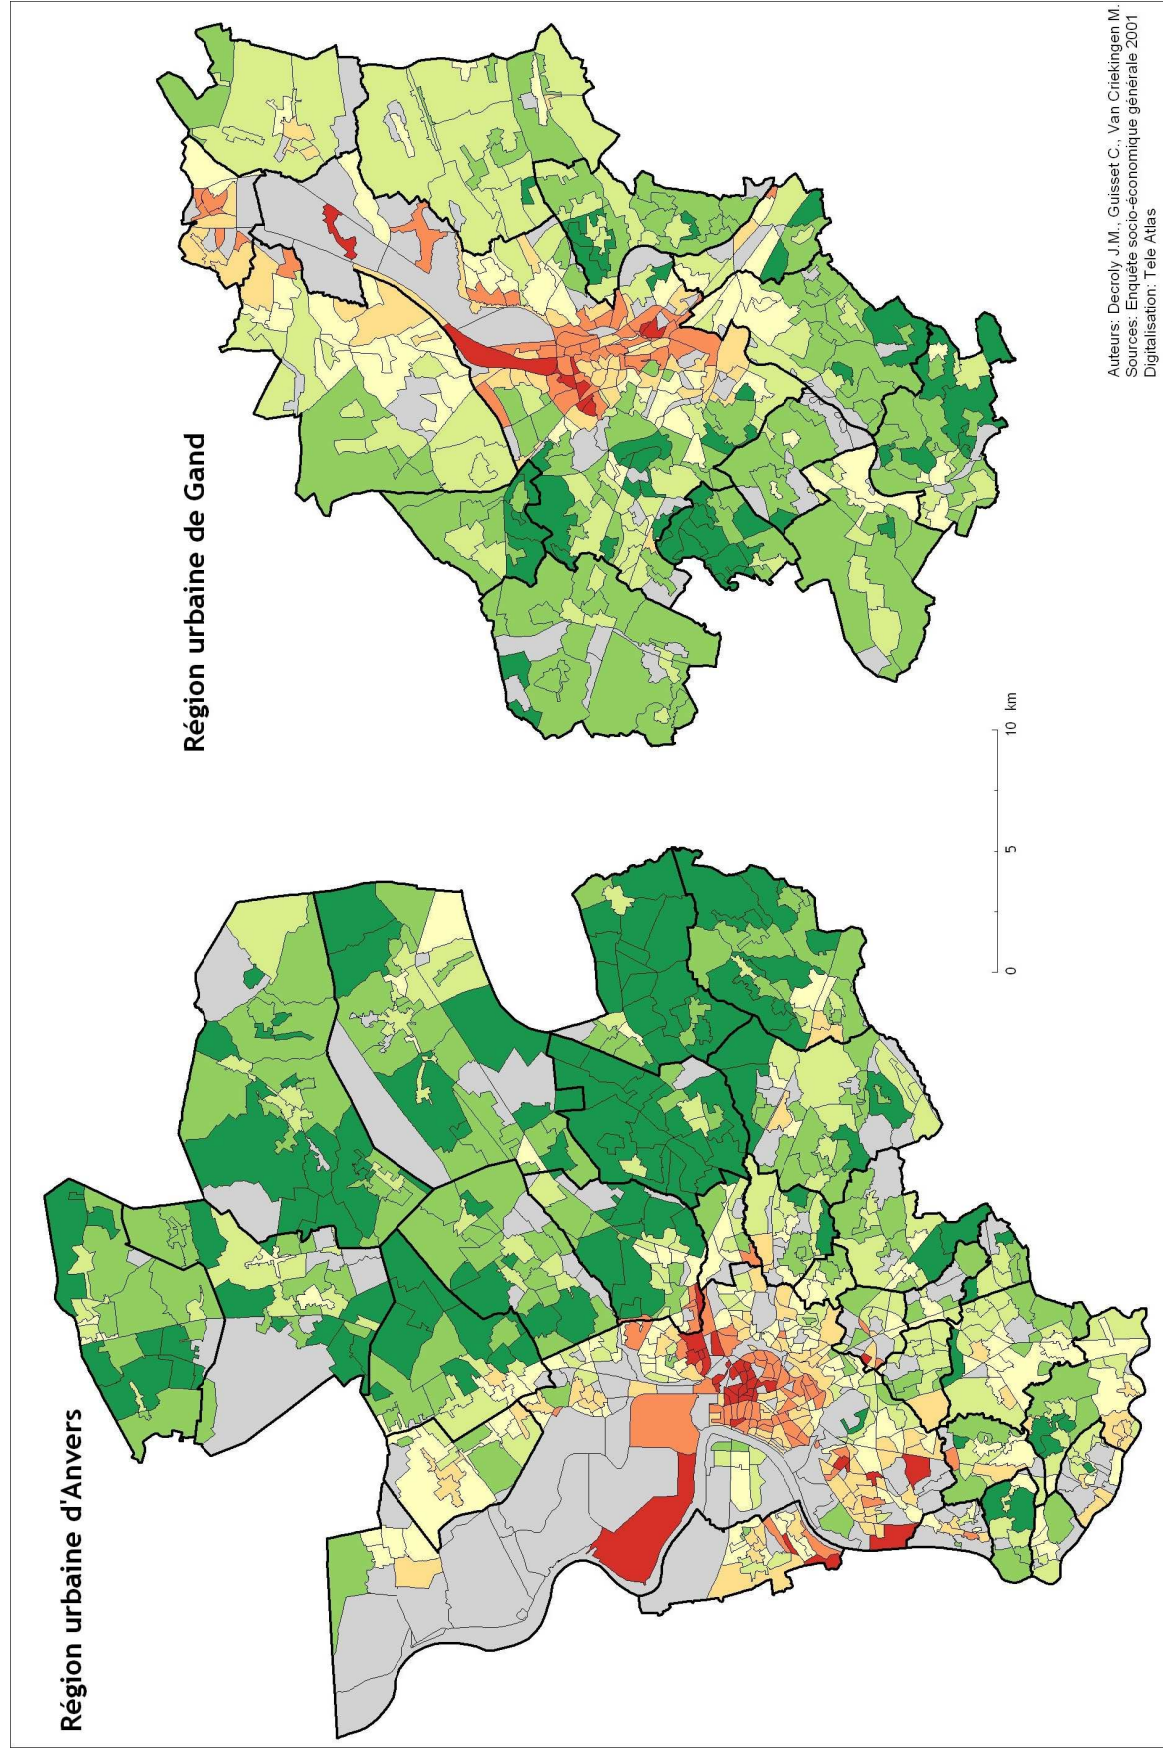 Région urbaine d'Anvers
Région urbaine de Gand
0 5 10 km
Auteurs: Decroly J.M., Guisset C., Van Criekingen M.
Sources: Enquête socio-économique générale 2001
Digitalisation: Tele Atlas